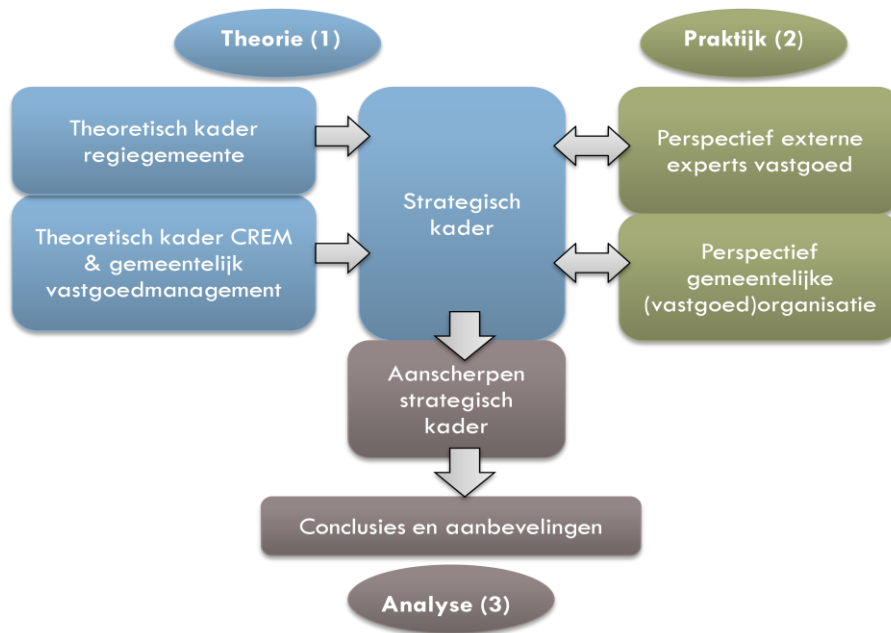 Theorie (1)
Praktijk (2)
Theoretisch kader
regiegemeente
Theoretisch kader CREM
& gemeentelijk
vastgoedmanagement
Strategisch
kader
Perspectief externe
experts vastgoed
Perspectief
gemeentelijke
(vastgoed)organisatie
Aanscherpen
strategisch
kader
Conclusies en aanbevelingen
Analyse (3)